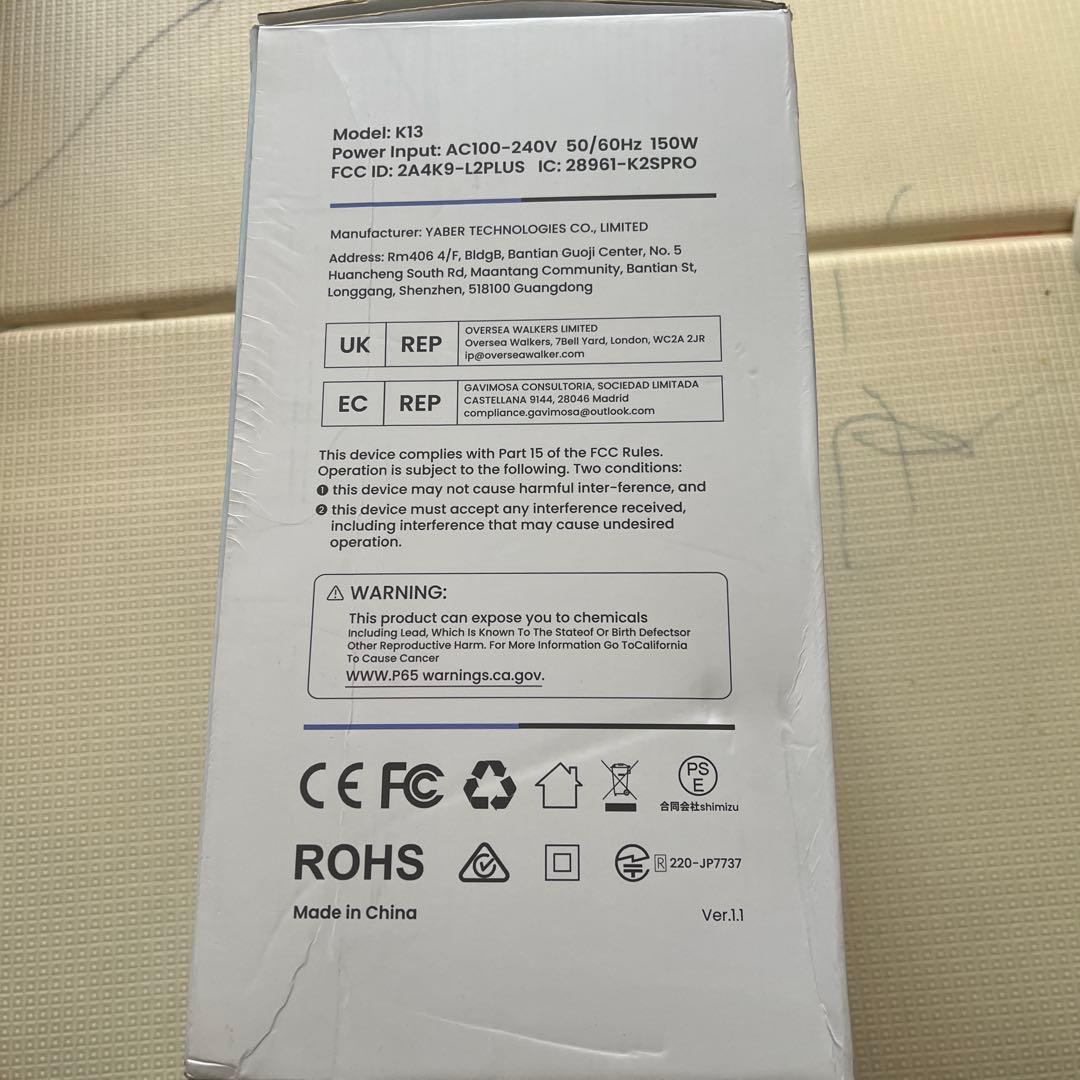 Model: K13
Power Input: AC100-240V 50/60Hz 150W
FCC ID: 2A4K9-L2PLUS IC: 28961-K2SPRO
Manufacturer: YABER TECHNOLOGIES CO., LIMITED
Address: Rm406 4/F, BldgB, Bantian Guoji Center, No. 5
Huancheng South Rd, Maantang Community, Bantian St,
Longgang, Shenzhen, 518100 Guangdong
UK REP
OVERSEA WALKERS LIMITED
Oversea Walkers, 7Bell Yard, London, WC2A 2JR
ip@overseawalker.com
EC REP
GAVIMOSA CONSULTORIA, SOCIEDAD LIMITADA
CASTELLANA 9144, 28046 Madrid
compliance.gavimosa@outlook.com
This device complies with Part 15 of the FCC Rules.
Operation is subject to the following. Two conditions:
❶ this device may not cause harmful inter-ference, and
❷ this device must accept any interference received,
including interference that may cause undesired
operation.
⚠ WARNING:
This product can expose you to chemicals
Including Lead, Which Is Known To The Stateof Or Birth Defectsor
Other Reproductive Harm. For More Information Go ToCalifornia
To Cause Cancer
WWW.P65 warnings.ca.gov.
CE FC
PS
E
合同会社shimizu
ROHS
R 220-JP7737
Made in China
Ver.1.1